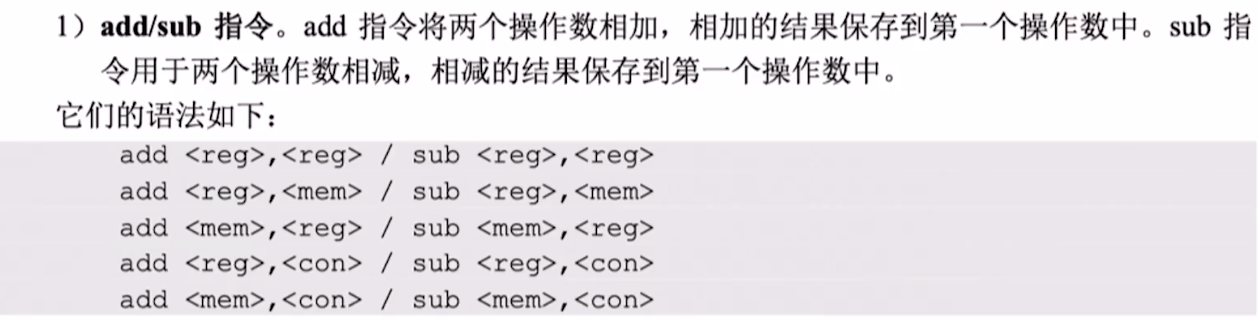 1）add/sub 指令。add 指令将两个操作数相加，相加的结果保存到第一个操作数中。sub 指
令用于两个操作数相减，相减的结果保存到第一个操作数中。
它们的语法如下：
add <reg>,<reg> / sub <reg>,<reg>
add <reg>,<mem> / sub <reg>,<mem>
add <mem>,<reg> / sub <mem>,<reg>
add <reg>,<con> / sub <reg>,<con>
add <mem>,<con> / sub <mem>,<con>